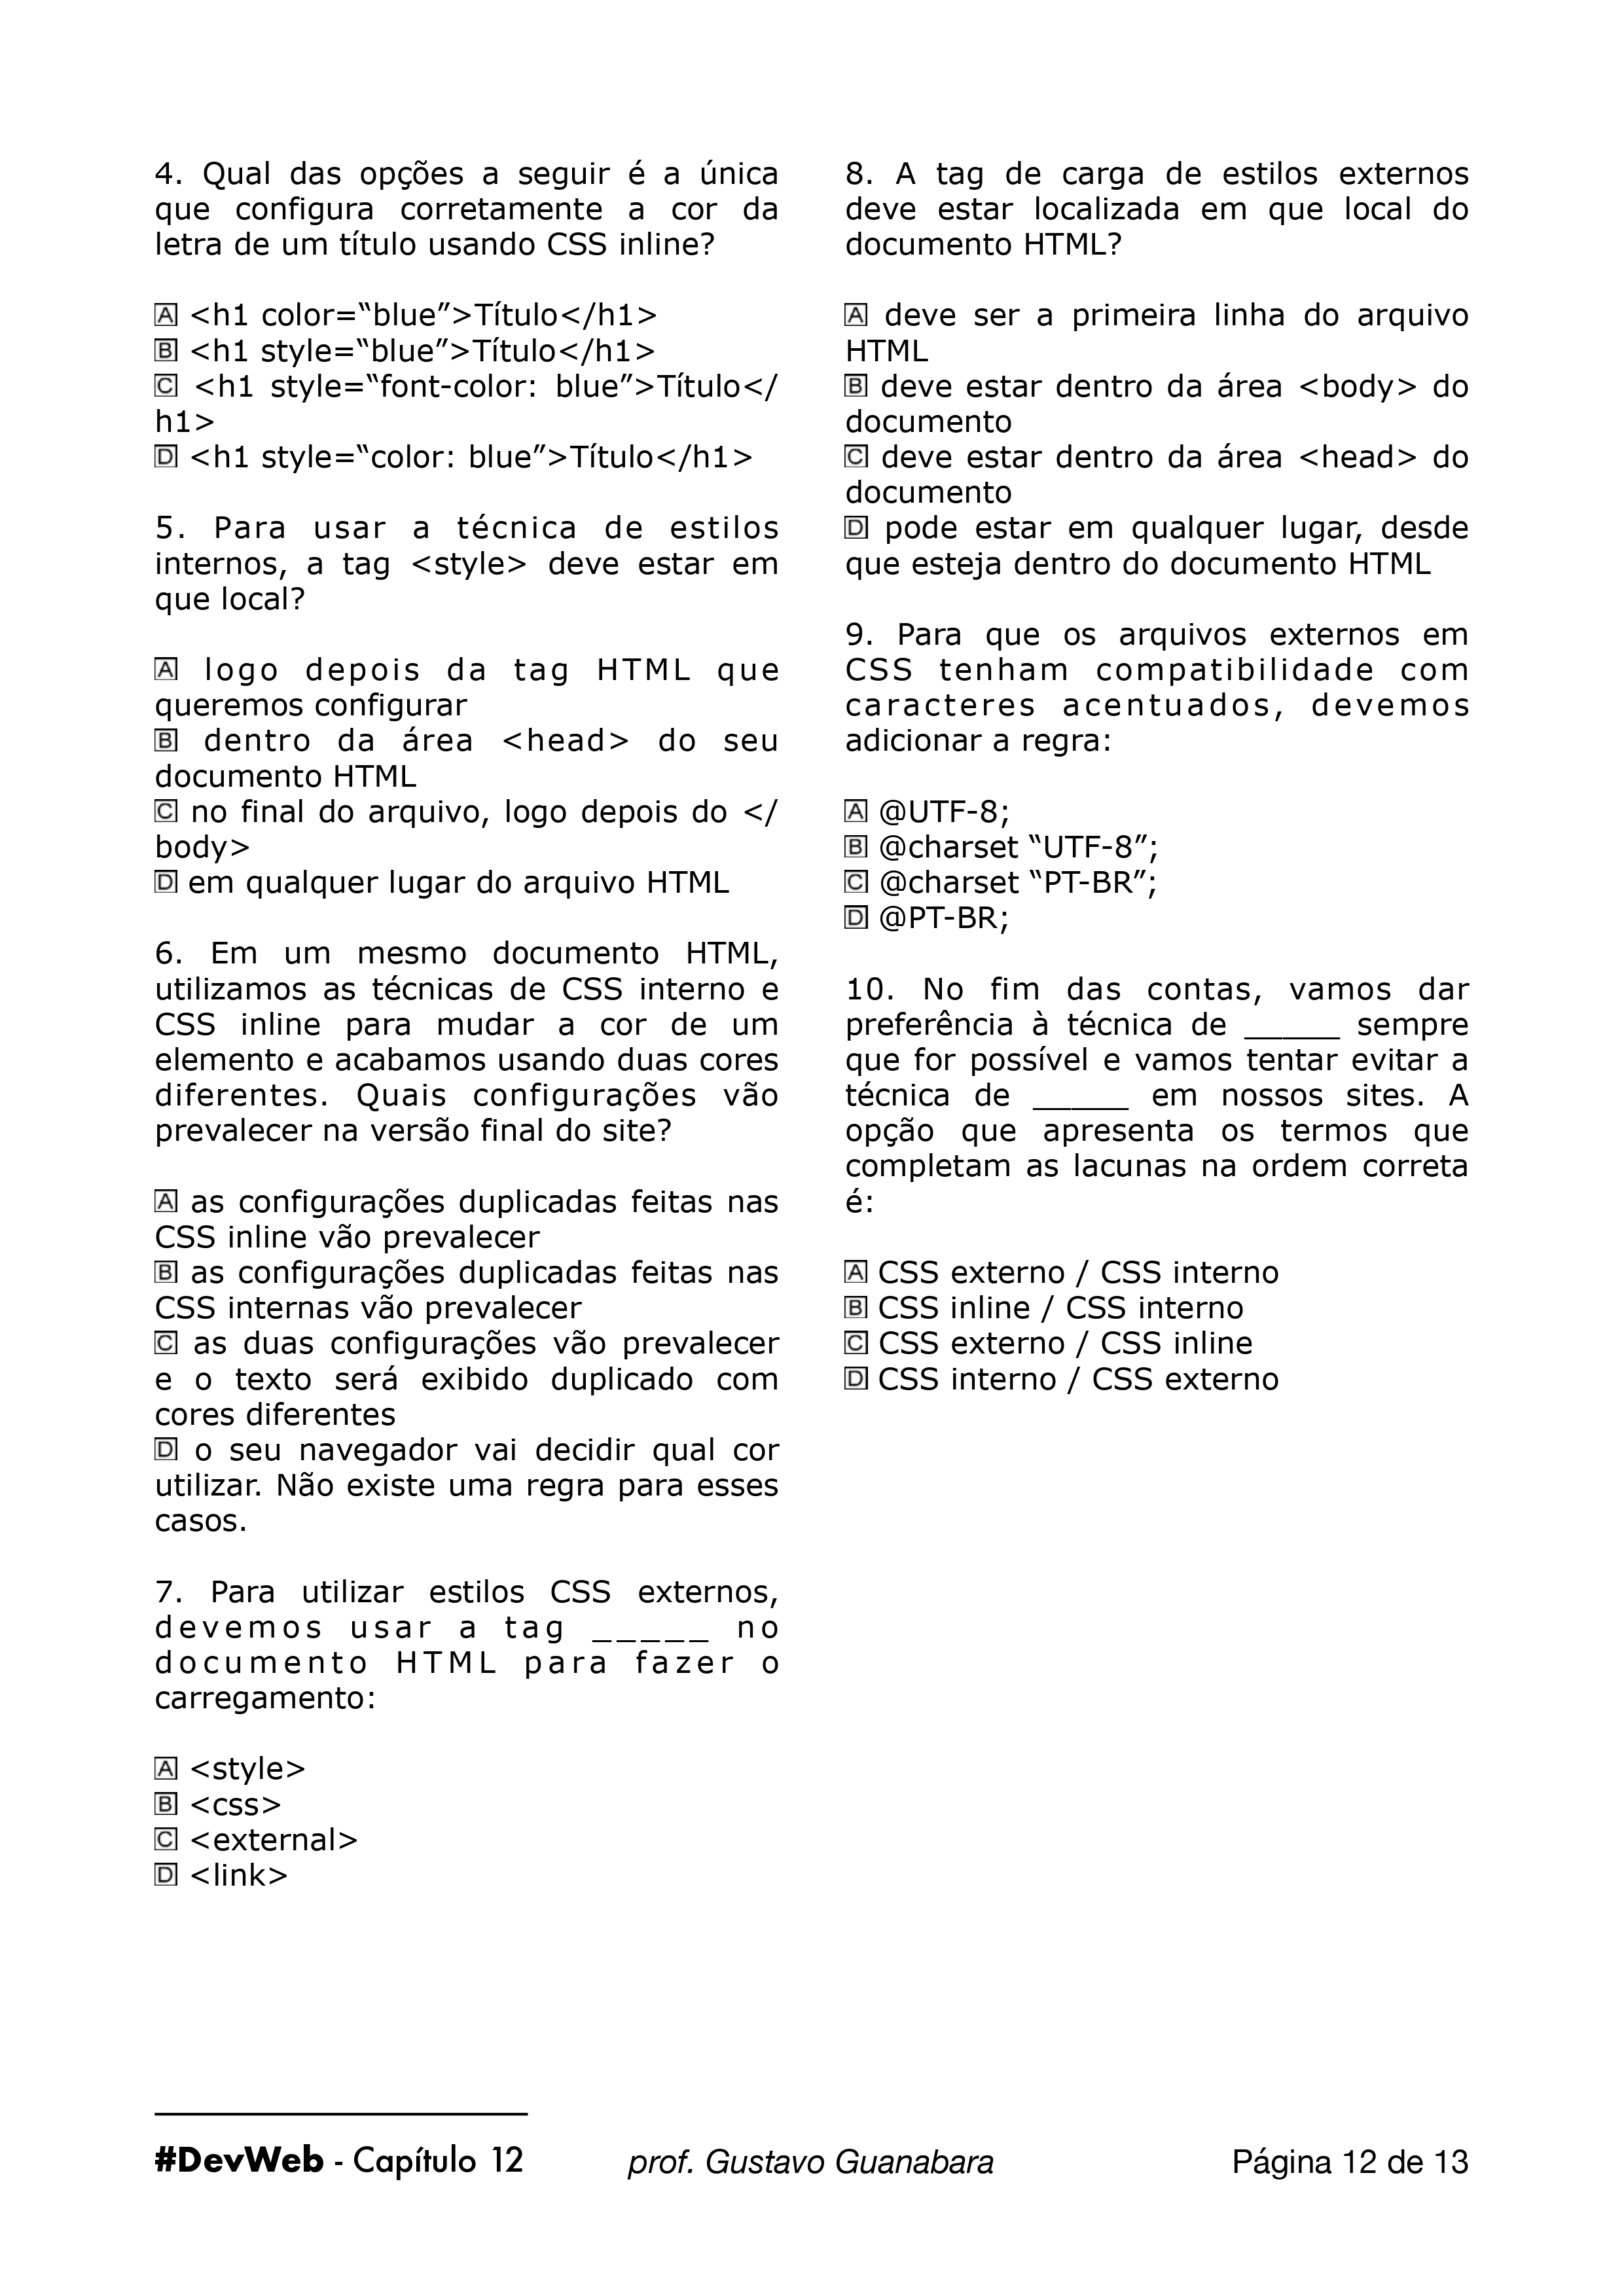 4. Qual das opções a seguir é a única
que configura corretamente a cor da
letra de um título usando CSS inline?
A <h1 color=“blue”>Título</h1>
B <h1 style=“blue”>Título</h1>
C <h1 style=“font-color: blue”>Título</
h1>
D <h1 style=“color: blue”>Título</h1>
5. Para usar a técnica de estilos
internos, a tag <style> deve estar em
que local?
A logo depois da tag HTML que
queremos configurar
B dentro da área <head> do seu
documento HTML
C no final do arquivo, logo depois do </
body>
D em qualquer lugar do arquivo HTML
6. Em um mesmo documento HTML,
utilizamos as técnicas de CSS interno e
CSS inline para mudar a cor de um
elemento e acabamos usando duas cores
diferentes. Quais configurações vão
prevalecer na versão final do site?
A as configurações duplicadas feitas nas
CSS inline vão prevalecer
B as configurações duplicadas feitas nas
CSS internas vão prevalecer
C as duas configurações vão prevalecer
e o texto será exibido duplicado com
cores diferentes
D o seu navegador vai decidir qual cor
utilizar. Não existe uma regra para esses
casos.
7. Para utilizar estilos CSS externos,
devemos usar a tag _____ no
documento HTML para fazer o
carregamento:
A <style>
B <css>
C <external>
D <link>
8. A tag de carga de estilos externos
deve estar localizada em que local do
documento HTML?
A deve ser a primeira linha do arquivo
HTML
B deve estar dentro da área <body> do
documento
C deve estar dentro da área <head> do
documento
D pode estar em qualquer lugar, desde
que esteja dentro do documento HTML
9. Para que os arquivos externos em
CSS tenham compatibilidade com
caracteres acentuados, devemos
adicionar a regra:
A @UTF-8;
B @charset “UTF-8”;
C @charset “PT-BR”;
D @PT-BR;
10. No fim das contas, vamos dar
preferência à técnica de _____ sempre
que for possível e vamos tentar evitar a
técnica de _____ em nossos sites. A
opção que apresenta os termos que
completam as lacunas na ordem correta
é:
A CSS externo / CSS interno
B CSS inline / CSS interno
C CSS externo / CSS inline
D CSS interno / CSS externo
#DevWeb - Capítulo 12 prof. Gustavo Guanabara Página 12 de 13